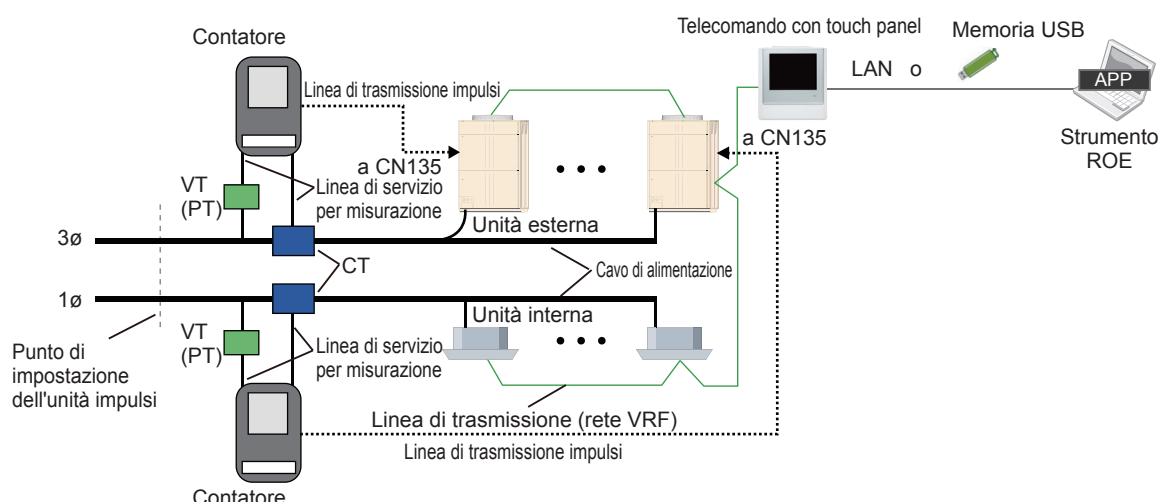 Contatore
Telecomando con touch panel
Memoria USB
LAN o
APP
Linea di trasmissione impulsi
a CN135
a CN135
Strumento
ROE
VT
(PT)
Linea di servizio
per misurazione
Unità esterna
3ø
CT
Cavo di alimentazione
1ø
Unità interna
VT
(PT)
Linea di servizio
per misurazione
Punto di
impostazione
dell'unità impulsi
Linea di trasmissione (rete VRF)
Linea di trasmissione impulsi
Contatore